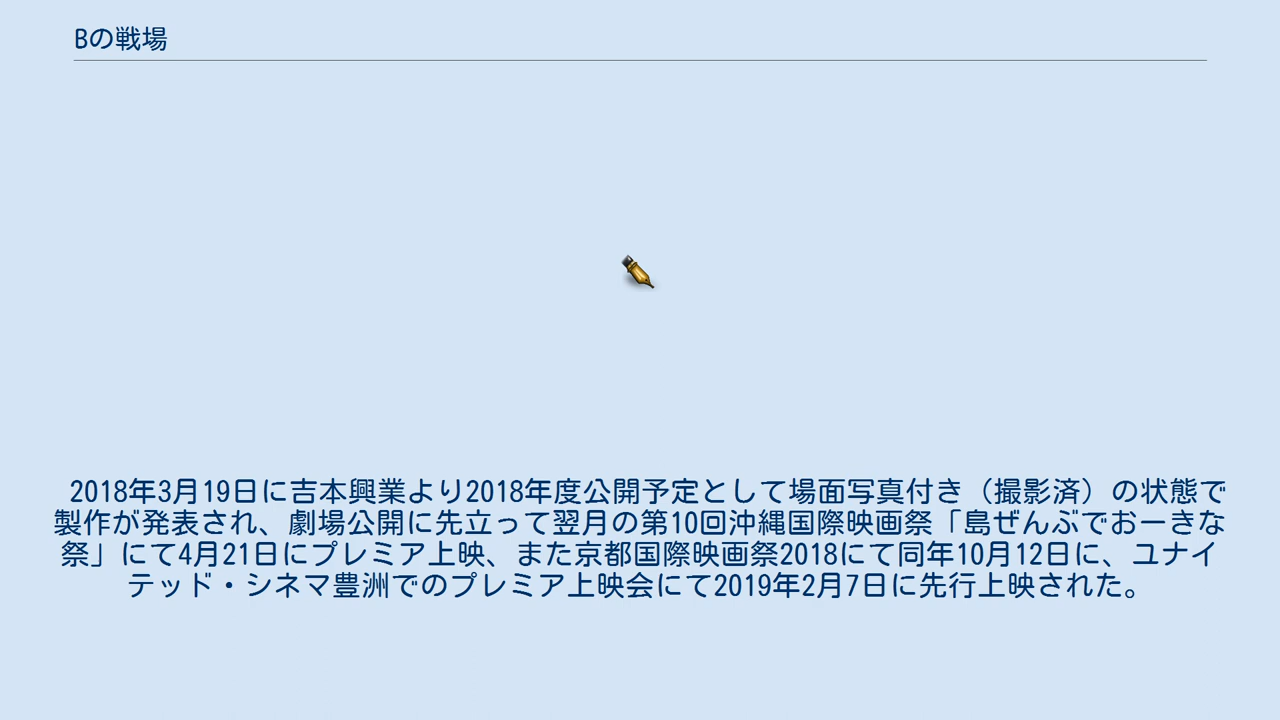 Bの戦場
2018年3月19日に吉本興業より2018年度公開予定として場面写真付き（撮影済）の状態で
製作が発表され、劇場公開に先立って翌月の第10回沖縄国際映画祭「島ぜんぶでおーきな
祭」にて4月21日にプレミア上映、また京都国際映画祭2018にて同年10月12日に、ユナイ
テッド・シネマ豊洲でのプレミア上映会にて2019年2月7日に先行上映された。